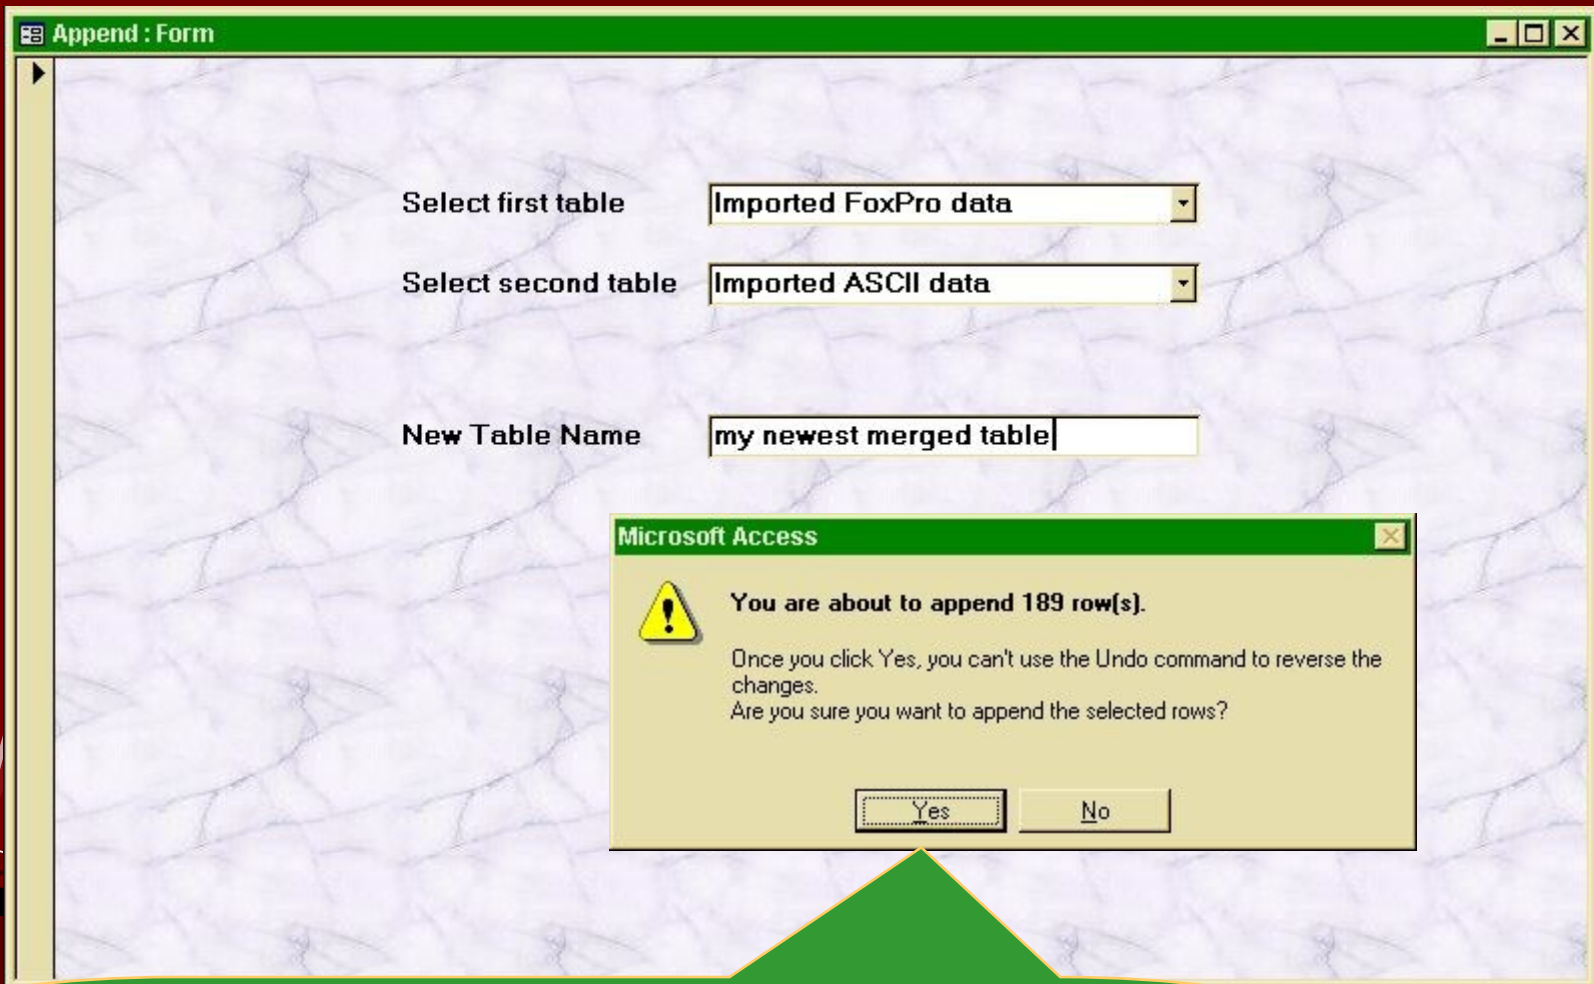 Append : Form
Select first table Imported FoxPro data
Select second table Imported ASCII data
New Table Name my newest merged table
Microsoft Access
You are about to append 189 row(s).
Once you click Yes, you can't use the Undo command to reverse the
changes.
Are you sure you want to append the selected rows?
Yes No